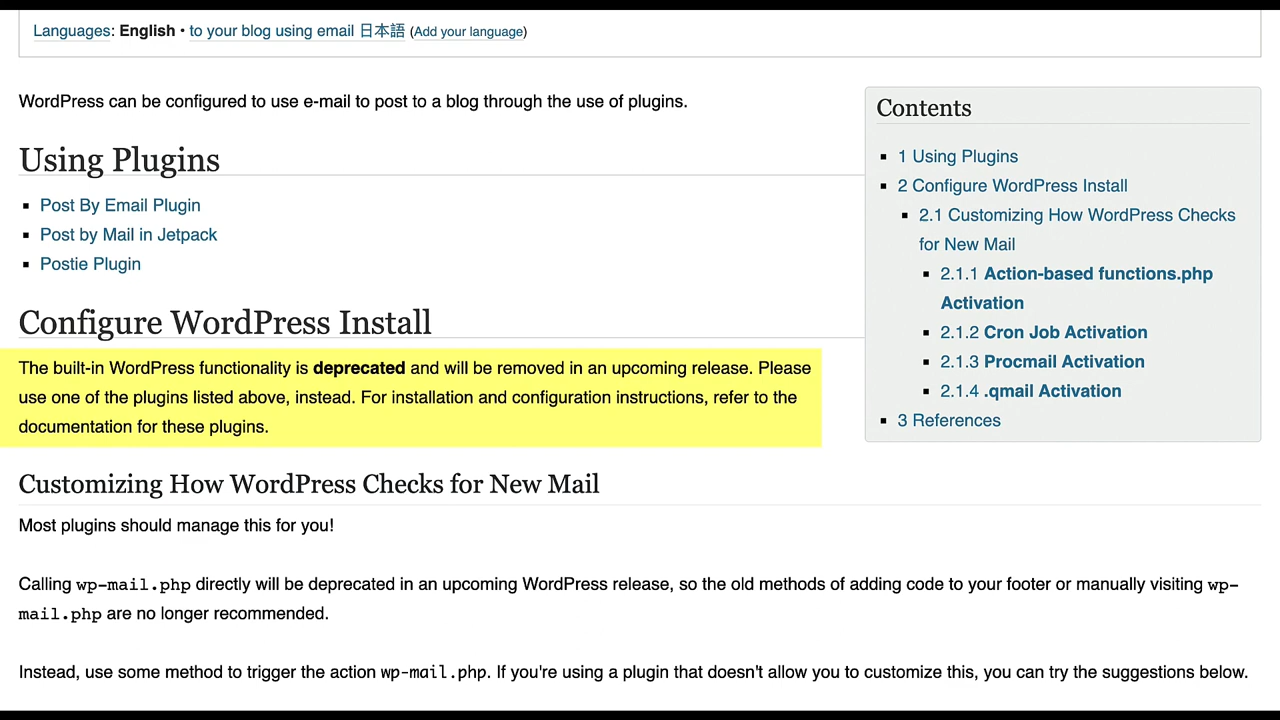 Languages: English • to your blog using email 日本語 (Add your language)
WordPress can be configured to use e-mail to post to a blog through the use of plugins.
Using Plugins
Post By Email Plugin
Post by Mail in Jetpack
Postie Plugin
Configure WordPress Install
The built-in WordPress functionality is deprecated and will be removed in an upcoming release. Please
use one of the plugins listed above, instead. For installation and configuration instructions, refer to the
documentation for these plugins.
Contents
1 Using Plugins
2 Configure WordPress Install
2.1 Customizing How WordPress Checks
for New Mail
2.1.1 Action-based functions.php
Activation
2.1.2 Cron Job Activation
2.1.3 Procmail Activation
2.1.4 .qmail Activation
3 References
Customizing How WordPress Checks for New Mail
Most plugins should manage this for you!
Calling wp-mail.php directly will be deprecated in an upcoming WordPress release, so the old methods of adding code to your footer or manually visiting wp-
mail.php are no longer recommended.
Instead, use some method to trigger the action wp-mail.php. If you're using a plugin that doesn't allow you to customize this, you can try the suggestions below.